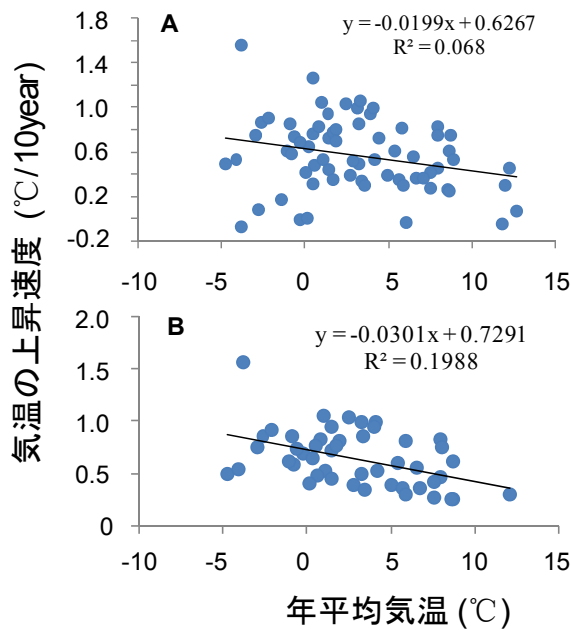 気温の上昇速度 (℃/10year)
A
y = -0.0199x + 0.6267
R² = 0.068
1.8
1.4
1.0
0.6
0.2
-0.2
-10 -5 0 5 10 15
B
y = -0.0301x + 0.7291
R² = 0.1988
2.0
1.5
1.0
0.5
0
-10 -5 0 5 10 15
年平均気温 (℃)